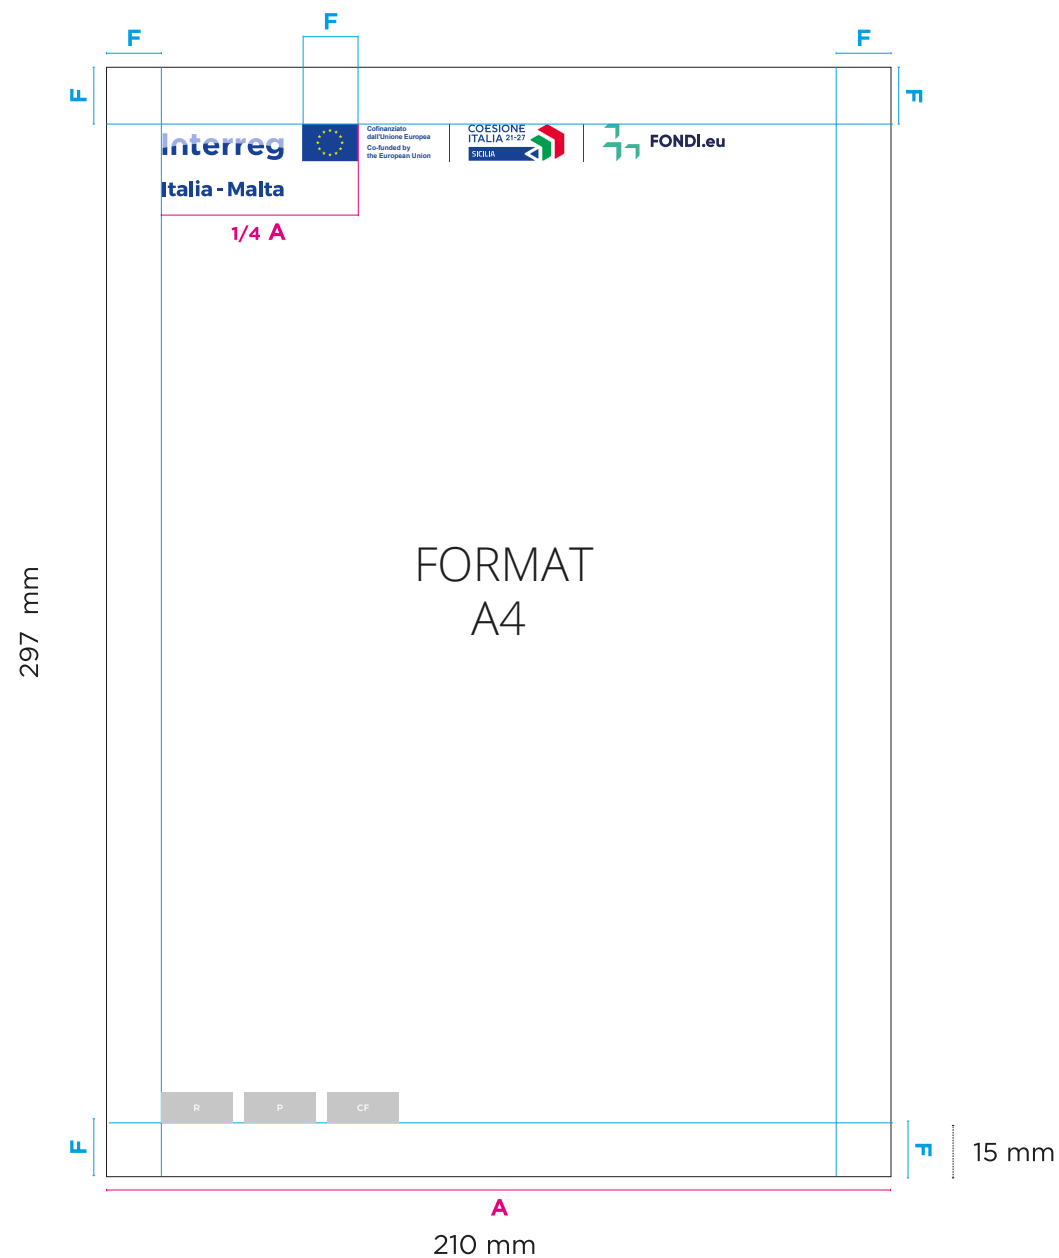 F
F
F
F
F
Interreg
Cofinanziato
dall'Unione Europea
Co-funded by
the European Union
COESIONE
ITALIA 21-27
SICILIA
FONDI.eu
Italia - Malta
1/4 A
FORMAT
A4
297 mm
R
P
CF
F
F
15 mm
A
210 mm